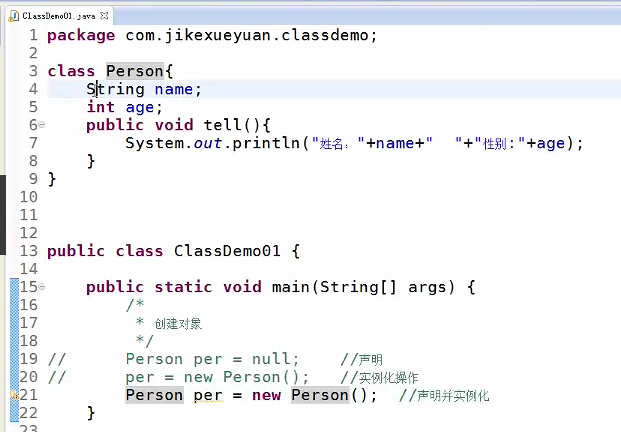 ClassDemo01.java
1 package com.jikexueyuan.classdemo;
2
3 class Person{
4     String name;
5     int age;
6     public void tell(){
7         System.out.println("姓名："+name+"  "+"性别："+age);
8     }
9 }
10
11
12
13 public class ClassDemo01 {
14
15     public static void main(String[] args) {
16         /*
17          * 创建对象
18          */
19 //      Person per = null;    //声明
20 //      per = new Person();   //实例化操作
21         Person per = new Person();  //声明并实例化
22     }
23